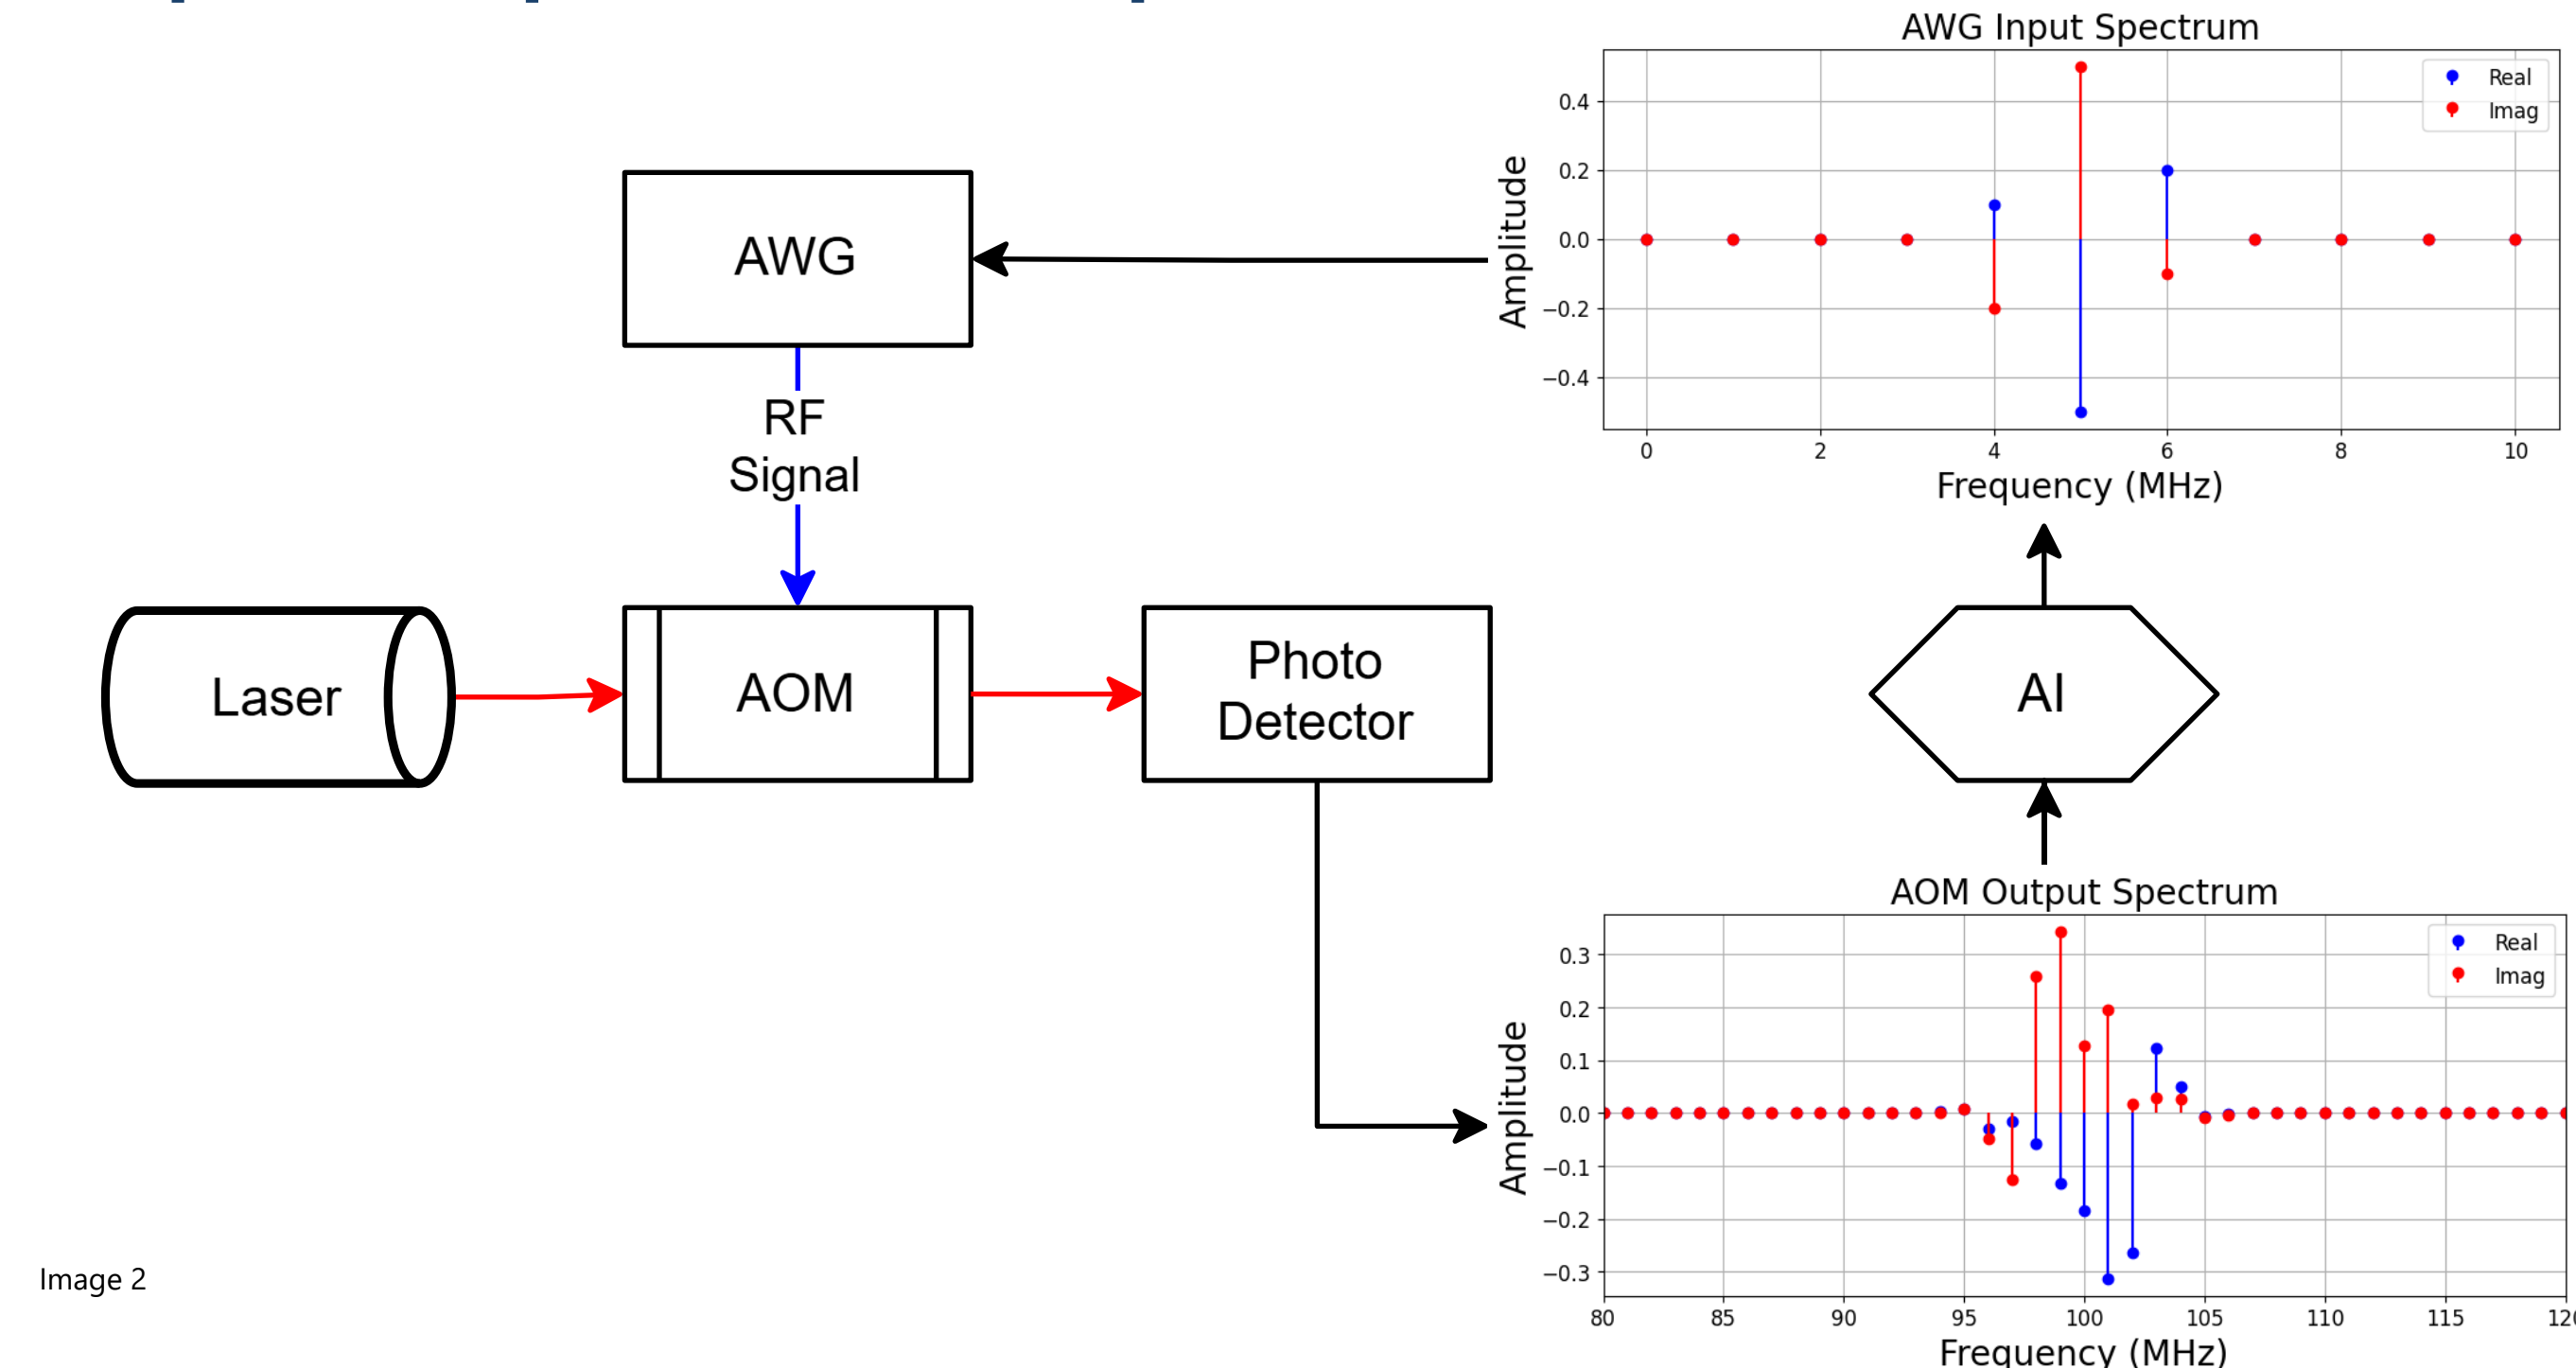 AWG Input Spectrum
Real
Imag
0.4
0.2
0.0
−0.2
−0.4
Amplitude
0 2 4 6 8 10
Frequency (MHz)
AWG
RF
Signal
Laser
AOM
Photo
Detector
AI
AOM Output Spectrum
Real
Imag
0.3
0.2
0.1
0.0
−0.1
−0.2
−0.3
Amplitude
80 85 90 95 100 105 110 115
Frequency (MHz)
Image 2